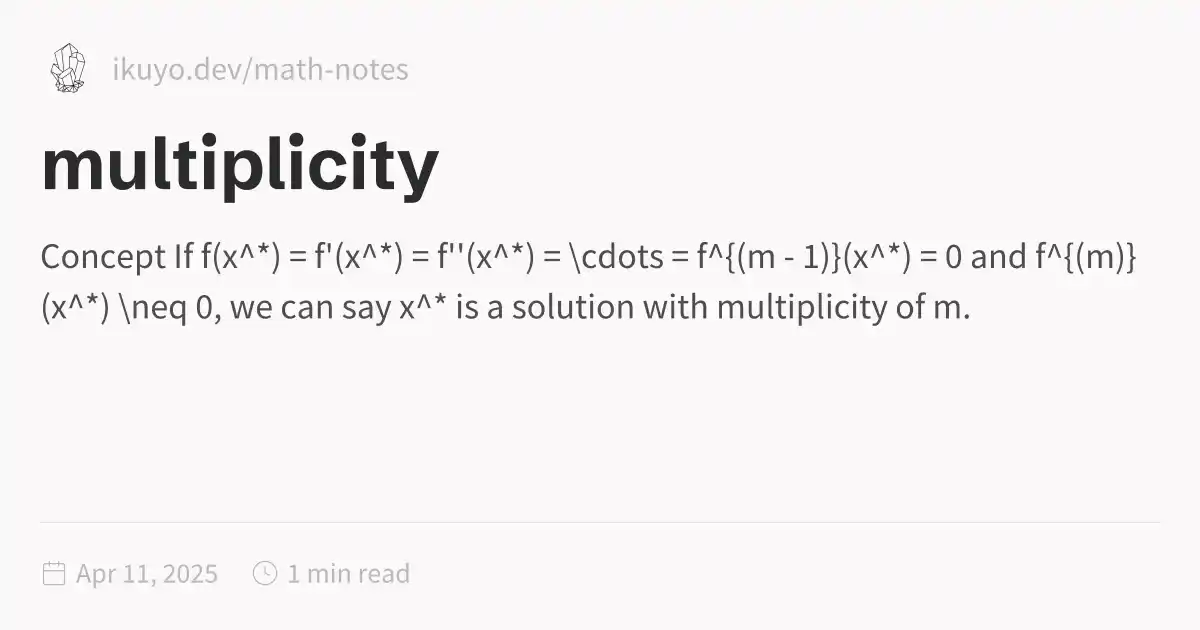 ikuyo.dev/math-notes
multiplicity
Concept If f(x^*) = f'(x^*) = f''(x^*) = \cdots = f^{(m - 1)}(x^*) = 0 and f^{(m)}
(x^*) \neq 0, we can say x^* is a solution with multiplicity of m.
Apr 11, 2025 1 min read